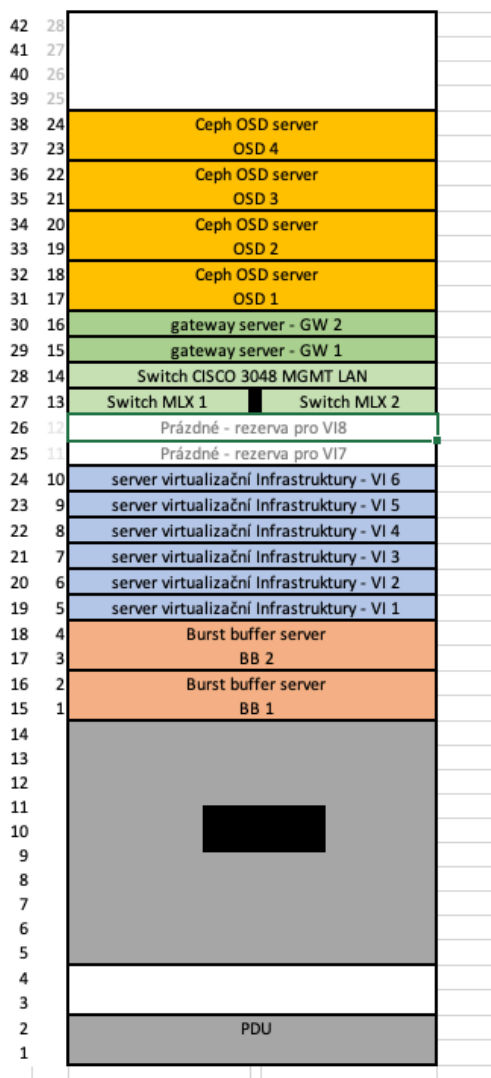 42 28
41 27
40 26
39 25
38 24 Ceph OSD server
37 23 OSD 4
36 22 Ceph OSD server
35 21 OSD 3
34 20 Ceph OSD server
33 19 OSD 2
32 18 Ceph OSD server
31 17 OSD 1
30 16 gateway server - GW 2
29 15 gateway server - GW 1
28 14 Switch CISCO 3048 MGMT LAN
27 13 Switch MLX 1 Switch MLX 2
26 12 Prázdné - rezerva pro VI8
25 11 Prázdné - rezerva pro VI7
24 10 server virtualizační Infrastruktury - VI 6
23 9 server virtualizační Infrastruktury - VI 5
22 8 server virtualizační Infrastruktury - VI 4
21 7 server virtualizační Infrastruktury - VI 3
20 6 server virtualizační Infrastruktury - VI 2
19 5 server virtualizační Infrastruktury - VI 1
18 4 Burst buffer server
17 3 BB 2
16 2 Burst buffer server
15 1 BB 1
14
13
12
11
10
9
8
7
6
5
4
3
2 PDU
1